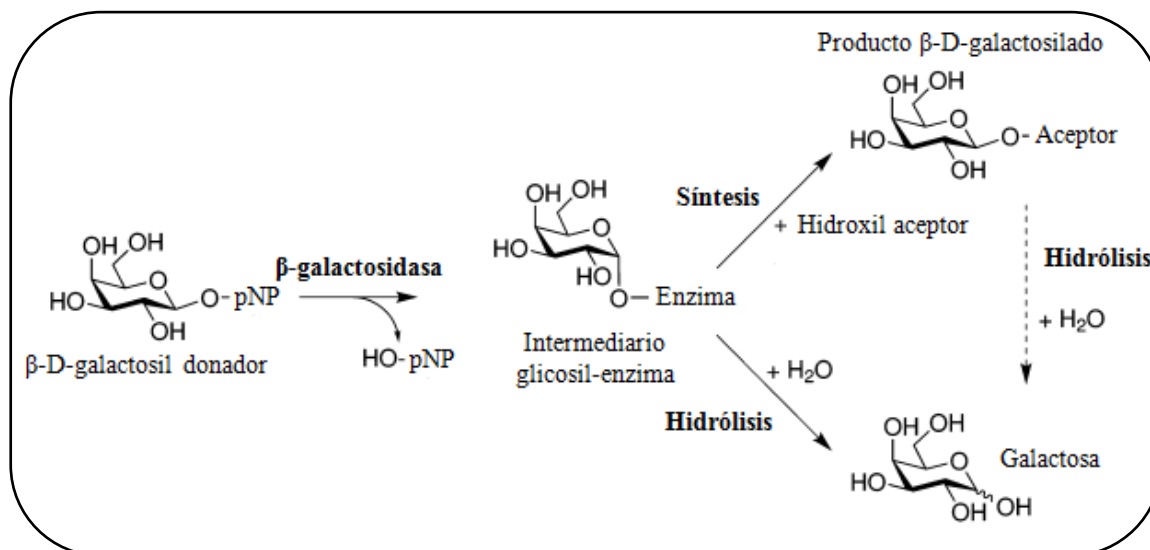 Producto β-D-galactosilado
OH
OH
O
HO
O- Aceptor
OH
Síntesis
+ Hidroxil aceptor
OH
OH
O
HO
HO
O
Enzima
Intermediario
glicosil-enzima
β-galactosidasa
OH
OH
O
HO
O- pNP
OH
HO-pNP
β-D-galactosil donador
Hidrólisis
+ H₂O
+ H₂O
Hidrólisis
OH
OH
O
Galactosa
HO
OH
OH